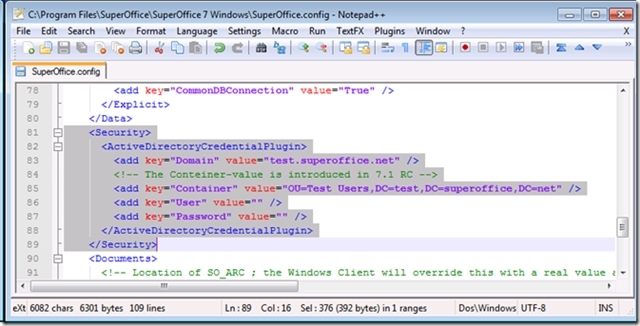 C:\Program Files\SuperOffice\SuperOffice 7 Windows\SuperOffice.config - Notepad++
File Edit Search View Format Language Settings Macro Run TextFX Plugins Window ? X
SuperOffice.config
78 <add key="CommonDBConnection" value="True" />
79 </Explicit>
80 </Data>
81 <Security>
82 <ActiveDirectoryCredentialPlugin>
83 <add key="Domain" value="test.superoffice.net" />
84 <!-- The Conteiner-value is introduced in 7.1 RC -->
85 <add key="Container" value="OU=Test Users,DC=test,DC=superoffice,DC=net" />
86 <add key="User" value="" />
87 <add key="Password" value="" />
88 </ActiveDirectoryCredentialPlugin>
89 </Security>
90 <Documents>
91 <!-- Location of SO_ARC ; the Windows Client will override this with a real value a
eXt 6082 chars 6301 bytes 109 lines Ln : 89 Col : 16 Sel : 376 (392 bytes) in 1 ranges Dos\Windows UTF-8 INS